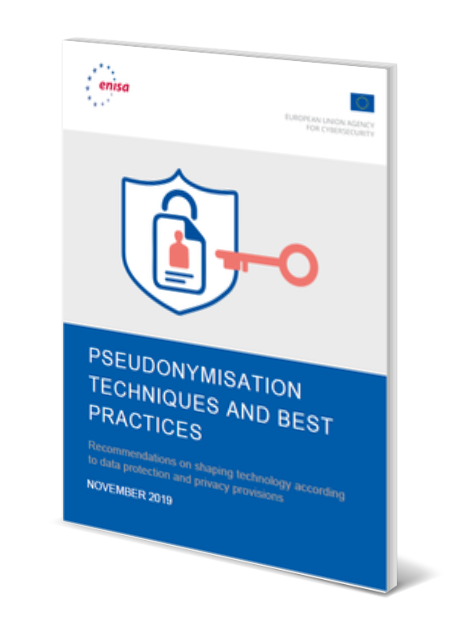 enisa
EUROPEAN UNION AGENCY
FOR CYBERSECURITY
PSEUDONYMISATION
TECHNIQUES AND BEST
PRACTICES
Recommendations on shaping technology according
to data protection and privacy provisions
NOVEMBER 2019